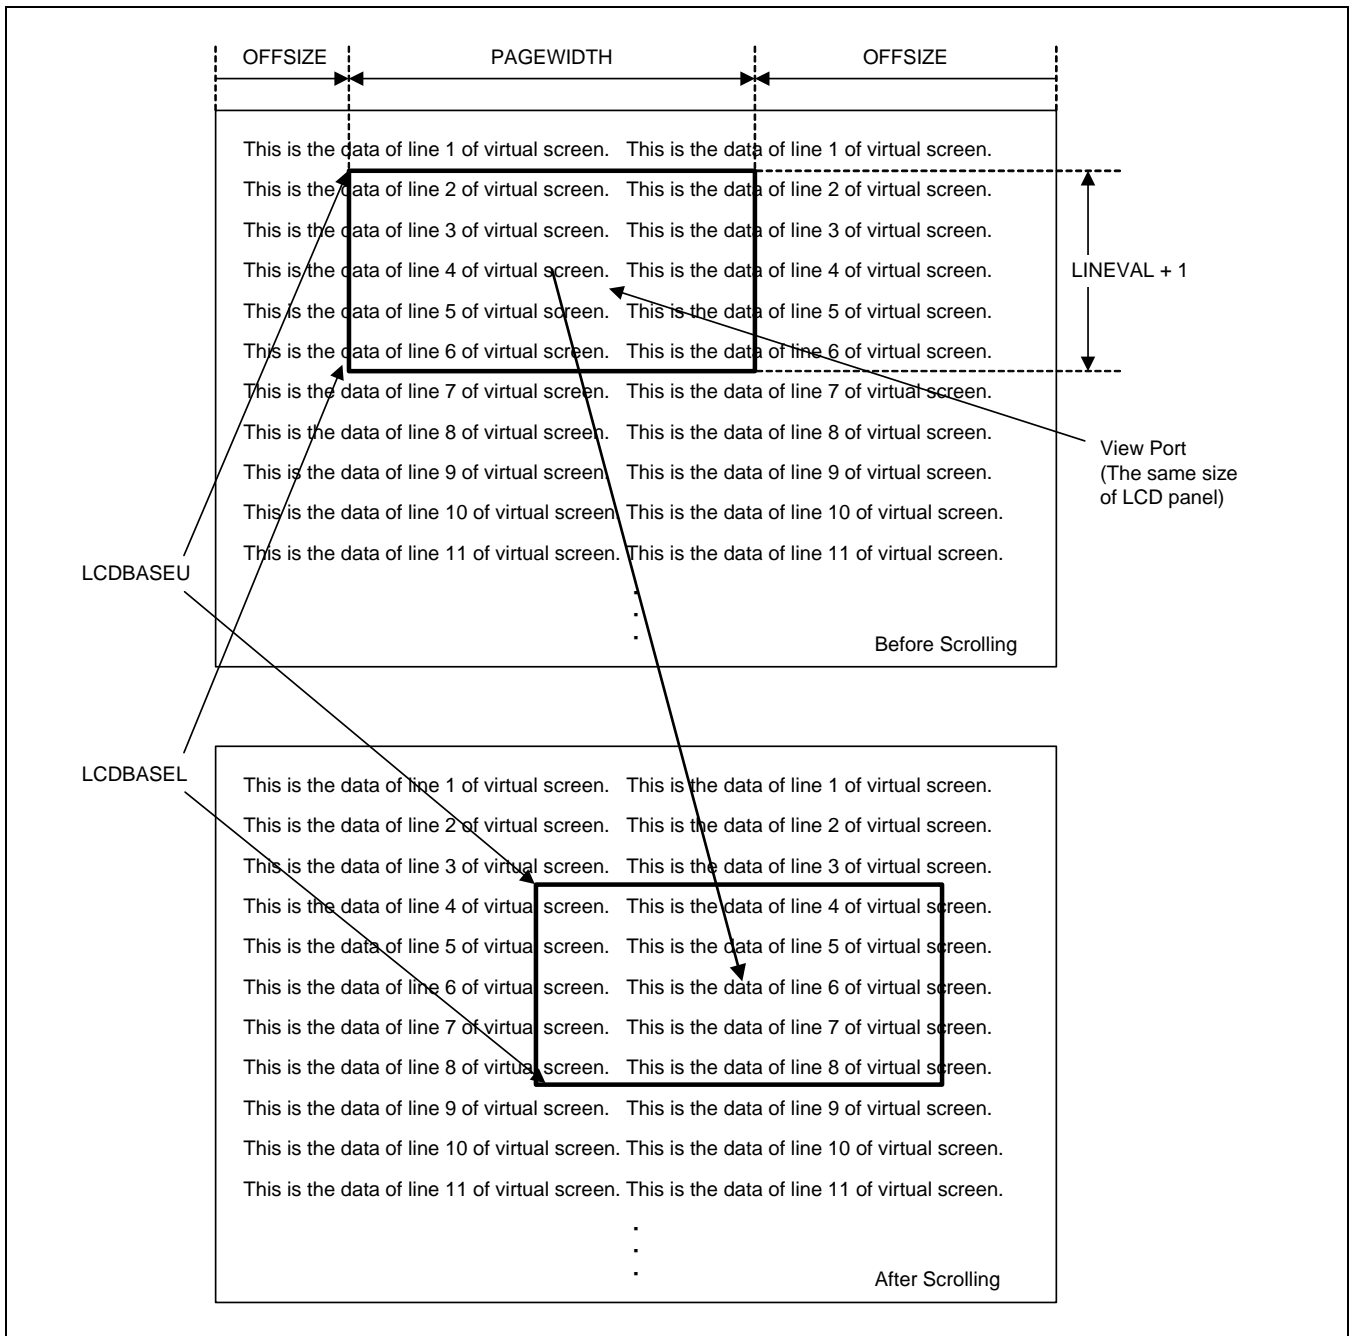 OFFSIZE PAGEWIDTH OFFSIZE
This is the data of line 1 of virtual screen. This is the data of line 1 of virtual screen.
This is the data of line 2 of virtual screen. This is the data of line 2 of virtual screen.
This is the data of line 3 of virtual screen. This is the data of line 3 of virtual screen.
This is the data of line 4 of virtual screen. This is the data of line 4 of virtual screen.
LINEVAL + 1
This is the data of line 5 of virtual screen. This is the data of line 5 of virtual screen.
This is the data of line 6 of virtual screen. This is the data of line 6 of virtual screen.
This is the data of line 7 of virtual screen. This is the data of line 7 of virtual screen.
This is the data of line 8 of virtual screen. This is the data of line 8 of virtual screen.
View Port
(The same size
of LCD panel)
This is the data of line 9 of virtual screen. This is the data of line 9 of virtual screen.
This is the data of line 10 of virtual screen. This is the data of line 10 of virtual screen.
This is the data of line 11 of virtual screen. This is the data of line 11 of virtual screen.
LCDBASEU
.
.
.
Before Scrolling
LCDBASEL
This is the data of line 1 of virtual screen. This is the data of line 1 of virtual screen.
This is the data of line 2 of virtual screen. This is the data of line 2 of virtual screen.
This is the data of line 3 of virtual screen. This is the data of line 3 of virtual screen.
This is the data of line 4 of virtual screen. This is the data of line 4 of virtual screen.
This is the data of line 5 of virtual screen. This is the data of line 5 of virtual screen.
This is the data of line 6 of virtual screen. This is the data of line 6 of virtual screen.
This is the data of line 7 of virtual screen. This is the data of line 7 of virtual screen.
This is the data of line 8 of virtual screen. This is the data of line 8 of virtual screen.
This is the data of line 9 of virtual screen. This is the data of line 9 of virtual screen.
This is the data of line 10 of virtual screen. This is the data of line 10 of virtual screen.
This is the data of line 11 of virtual screen. This is the data of line 11 of virtual screen.
.
.
.
After Scrolling